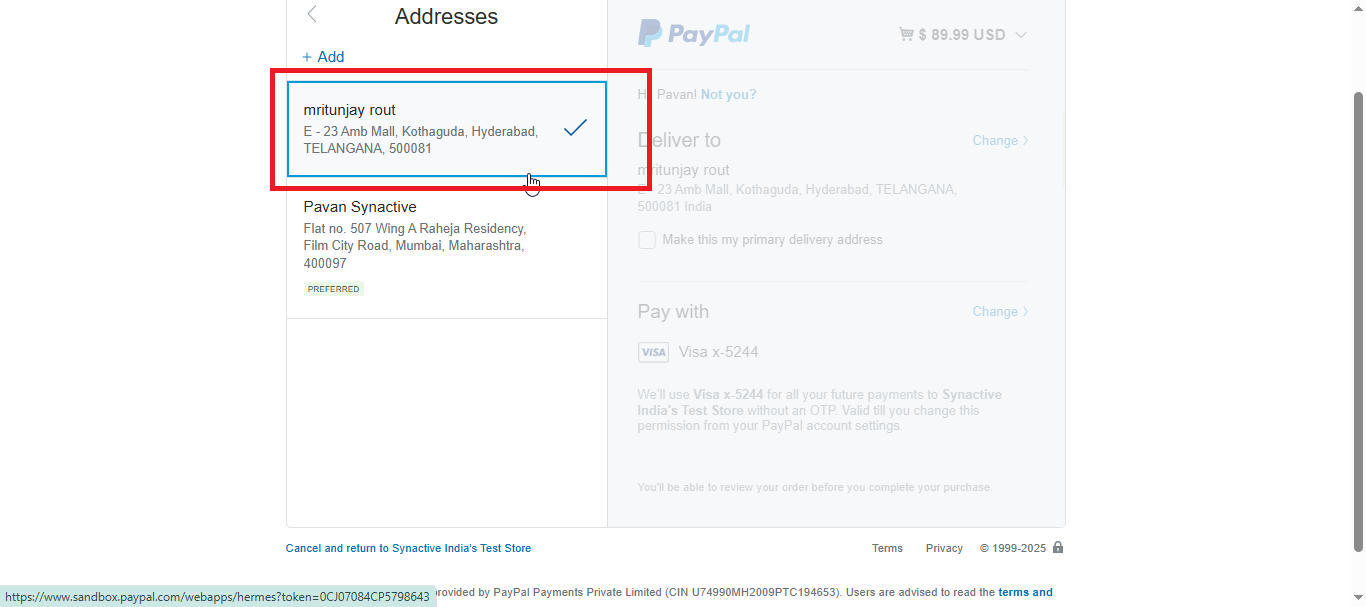 Addresses
+ Add
mritunjay rout
E - 23 Amb Mall, Kothaguda, Hyderabad,
TELANGANA, 500081
Pavan Synactive
Flat no. 507 Wing A Raheja Residency,
Film City Road, Mumbai, Maharashtra,
400097
PREFERRED
PayPal
$ 89.99 USD
Pavan! Not you?
Deliver to
Change
mritunjay rout
23 Amb Mall, Kothaguda, Hyderabad, TELANGANA,
500081 India
Make this my primary delivery address
Pay with
Change
VISA Visa x-5244
We'll use Visa x-5244 for all your future payments to Synactive
India's Test Store without an OTP. Valid till you change this
permission from your PayPal account settings.
You'll be able to review your order before you complete your purchase.
Cancel and return to Synactive India's Test Store
Terms Privacy © 1999-2025
https://www.sandbox.paypal.com/webapps/hermes?token=0CJ07084CP5798643
by PayPal Payments Private Limited (CIN U74990MH2009PTC194653). Users are advised to read the terms and